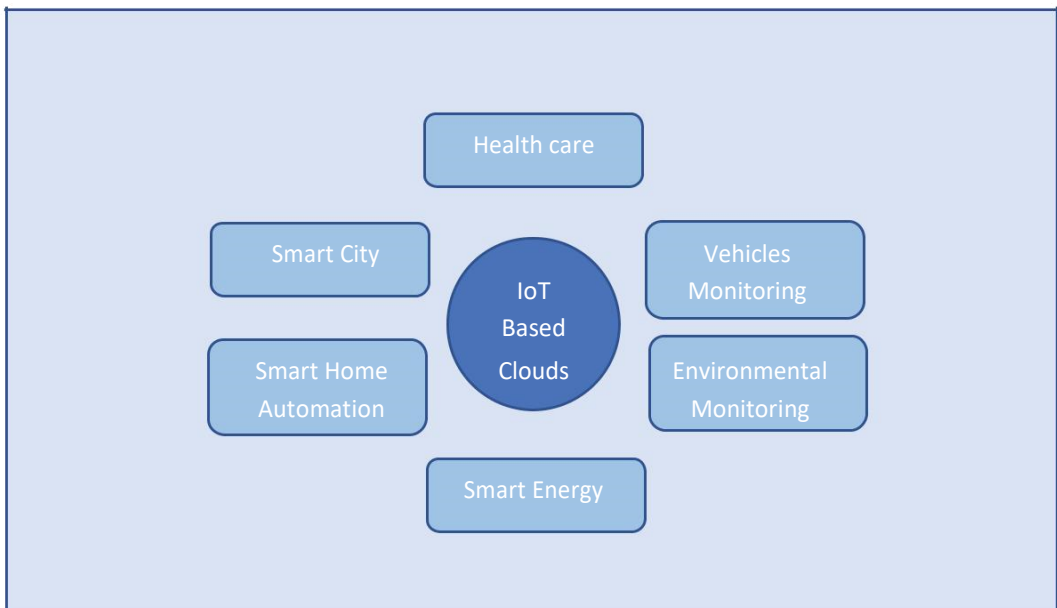 Health care
Smart City
Vehicles
Monitoring
IoT
Based
Clouds
Smart Home
Automation
Environmental
Monitoring
Smart Energy